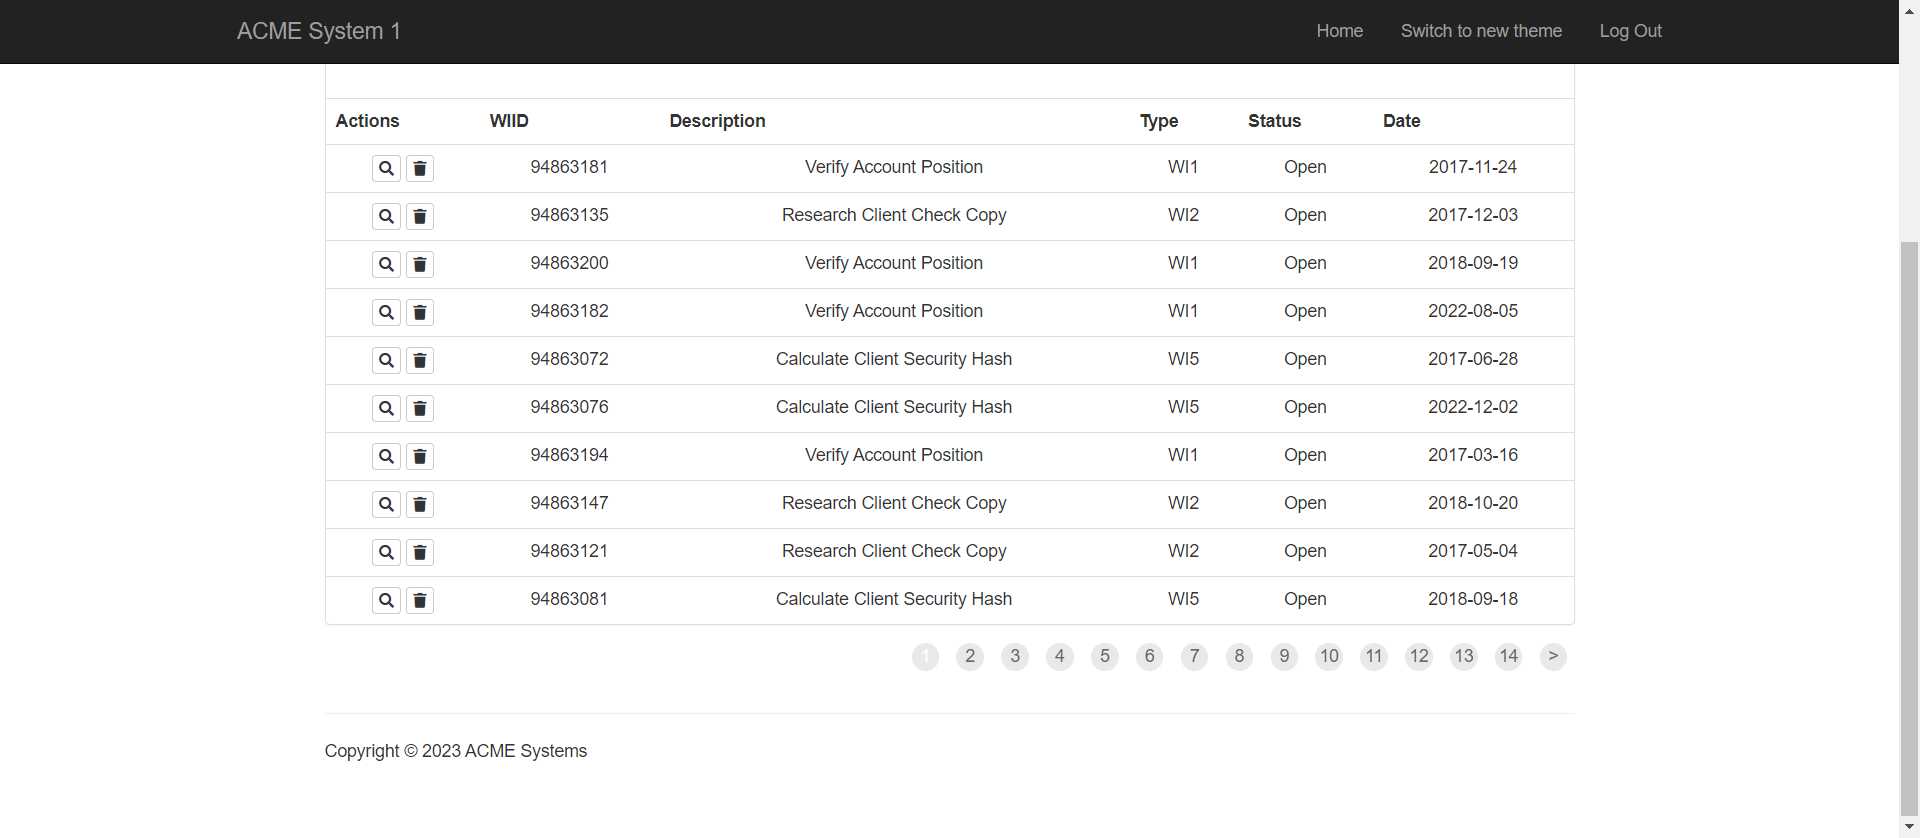 ACME System 1 Home Switch to new theme Log Out
Actions WIID Description Type Status Date
94863181 Verify Account Position WI1 Open 2017-11-24
94863135 Research Client Check Copy WI2 Open 2017-12-03
94863200 Verify Account Position WI1 Open 2018-09-19
94863182 Verify Account Position WI1 Open 2022-08-05
94863072 Calculate Client Security Hash WI5 Open 2017-06-28
94863076 Calculate Client Security Hash WI5 Open 2022-12-02
94863194 Verify Account Position WI1 Open 2017-03-16
94863147 Research Client Check Copy WI2 Open 2018-10-20
94863121 Research Client Check Copy WI2 Open 2017-05-04
94863081 Calculate Client Security Hash WI5 Open 2018-09-18
1 2 3 4 5 6 7 8 9 10 11 12 13 14 >
Copyright © 2023 ACME Systems